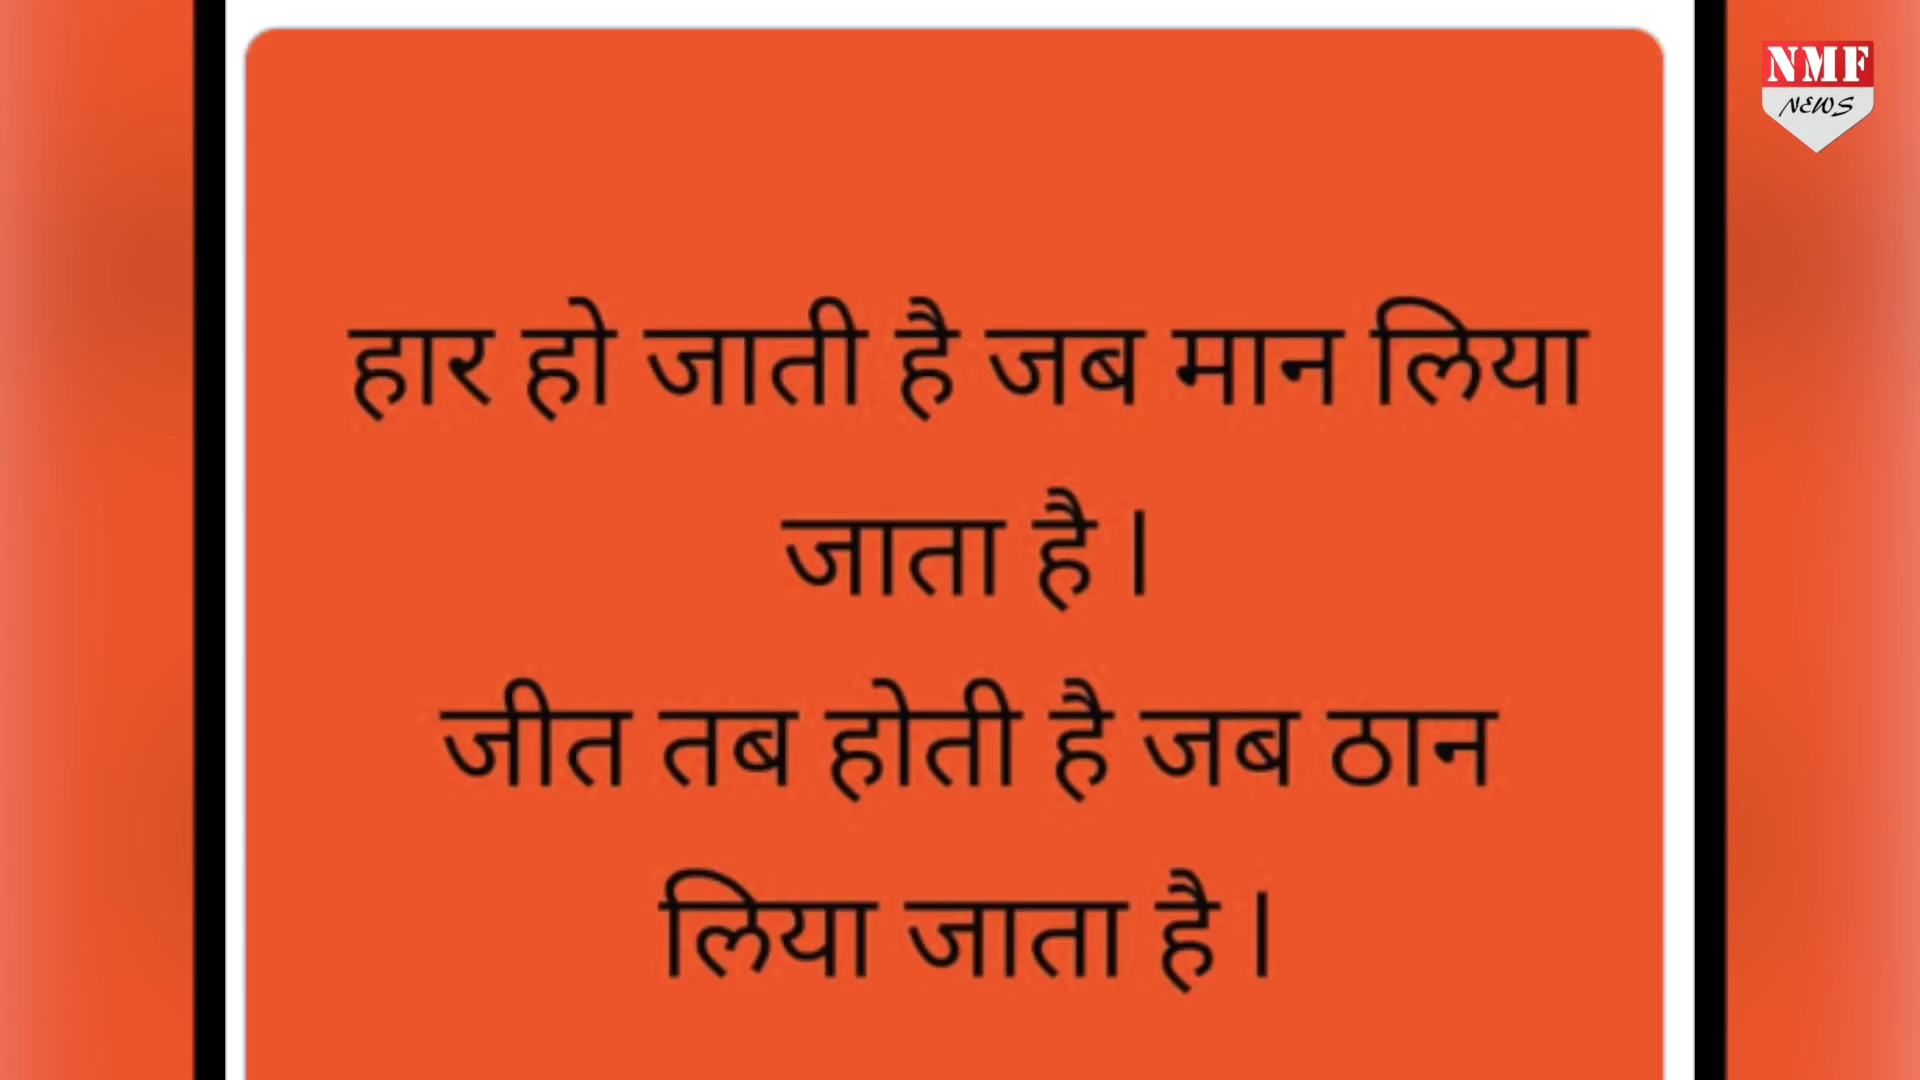 NMF
NEWS
हार हो जाती है जब मान लिया
जाता है ।
जीत तब होती है जब ठान
लिया जाता है ।